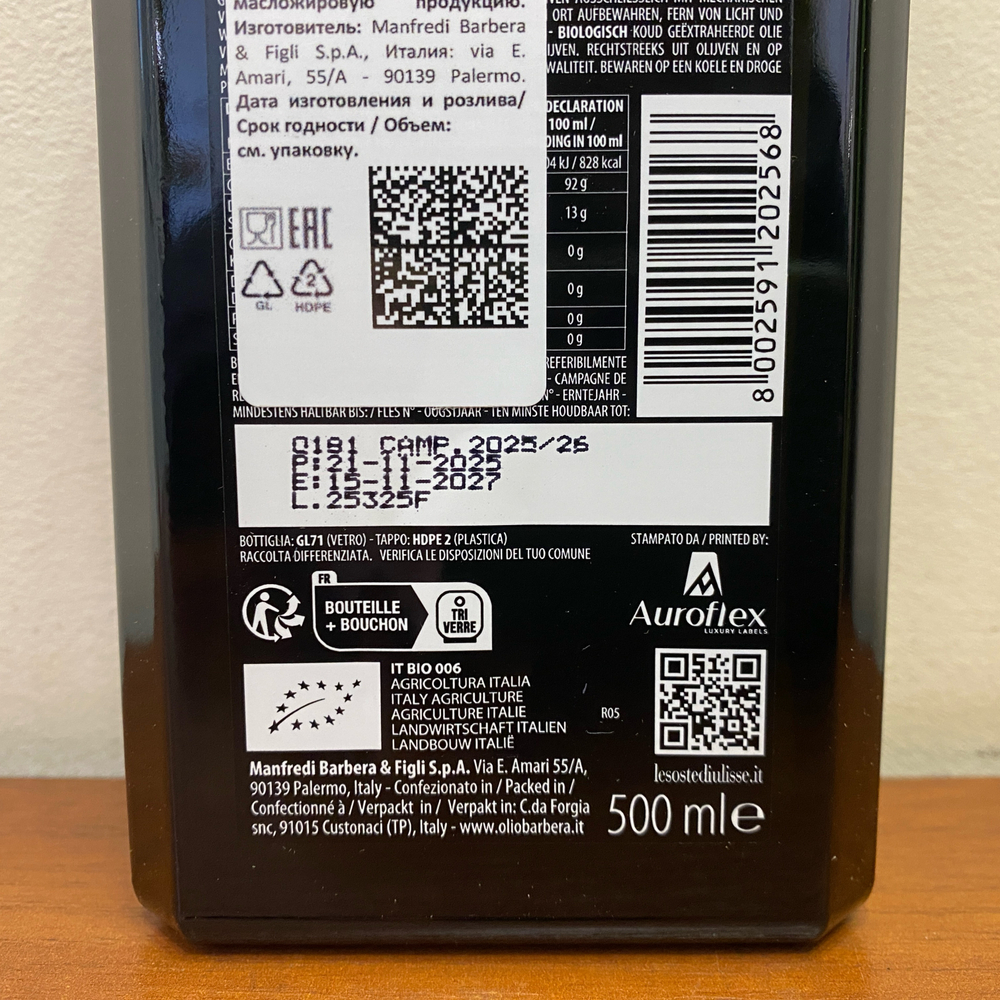 масложировую продукцию.
Изготовитель: Manfredi Barbera
& Figli S.p.A., Италия: via E.
Amari, 55/A - 90139 Palermo.
Дата изготовления и розлива/
Срок годности / Объем:
см. упаковку.
EAC
GL
2
HDPE
ORT AUFBEWAHREN, FERN VON LICHT UND
- BIOLOGISCH KOUD GEËXTRAHEERDE OLIE
JVEN. RECHTSTREEKS UIT OLIJVEN EN OP
WALITEIT. BEWAREN OP EEN KOELE EN DROGE
DECLARATION
100 ml /
DING IN 100 ml
04 kJ / 828 kcal
92 g
13 g
0 g
0 g
0 g
0 g
8 002591 202568
REFERIBILMENTE
- CAMPAGNE DE
N° - ERNTEJAHR -
MINDESTENS HALTBAR BIS: / FLES N° - OOGSTJAAR - TEN MINSTE HOUDBAAR TOT:
0181 CAMP.2025/26
P:21-11-2025
E:15-11-2027
L.25325F
BOTTIGLIA: GL71 (VETRO) - TAPPO: HDPE 2 (PLASTICA)
RACCOLTA DIFFERENZIATA. VERIFICA LE DISPOSIZIONI DEL TUO COMUNE
STAMPATO DA / PRINTED BY:
Auroflex
LUXURY LABELS
FR
BOUTEILLE
+ BOUCHON
TRI
VERRE
IT BIO 006
AGRICOLTURA ITALIA
ITALY AGRICULTURE
AGRICULTURE ITALIE
LANDWIRTSCHAFT ITALIEN
LANDBOUW ITALIË
R05
lesostediulisse.it
Manfredi Barbera & Figli S.p.A. Via E. Amari 55/A,
90139 Palermo, Italy - Confezionato in / Packed in /
Confectionné à / Verpackt in / Verpakt in: C.da Forgia
snc, 91015 Custonaci (TP), Italy - www.oliobarbera.it
500 ml e